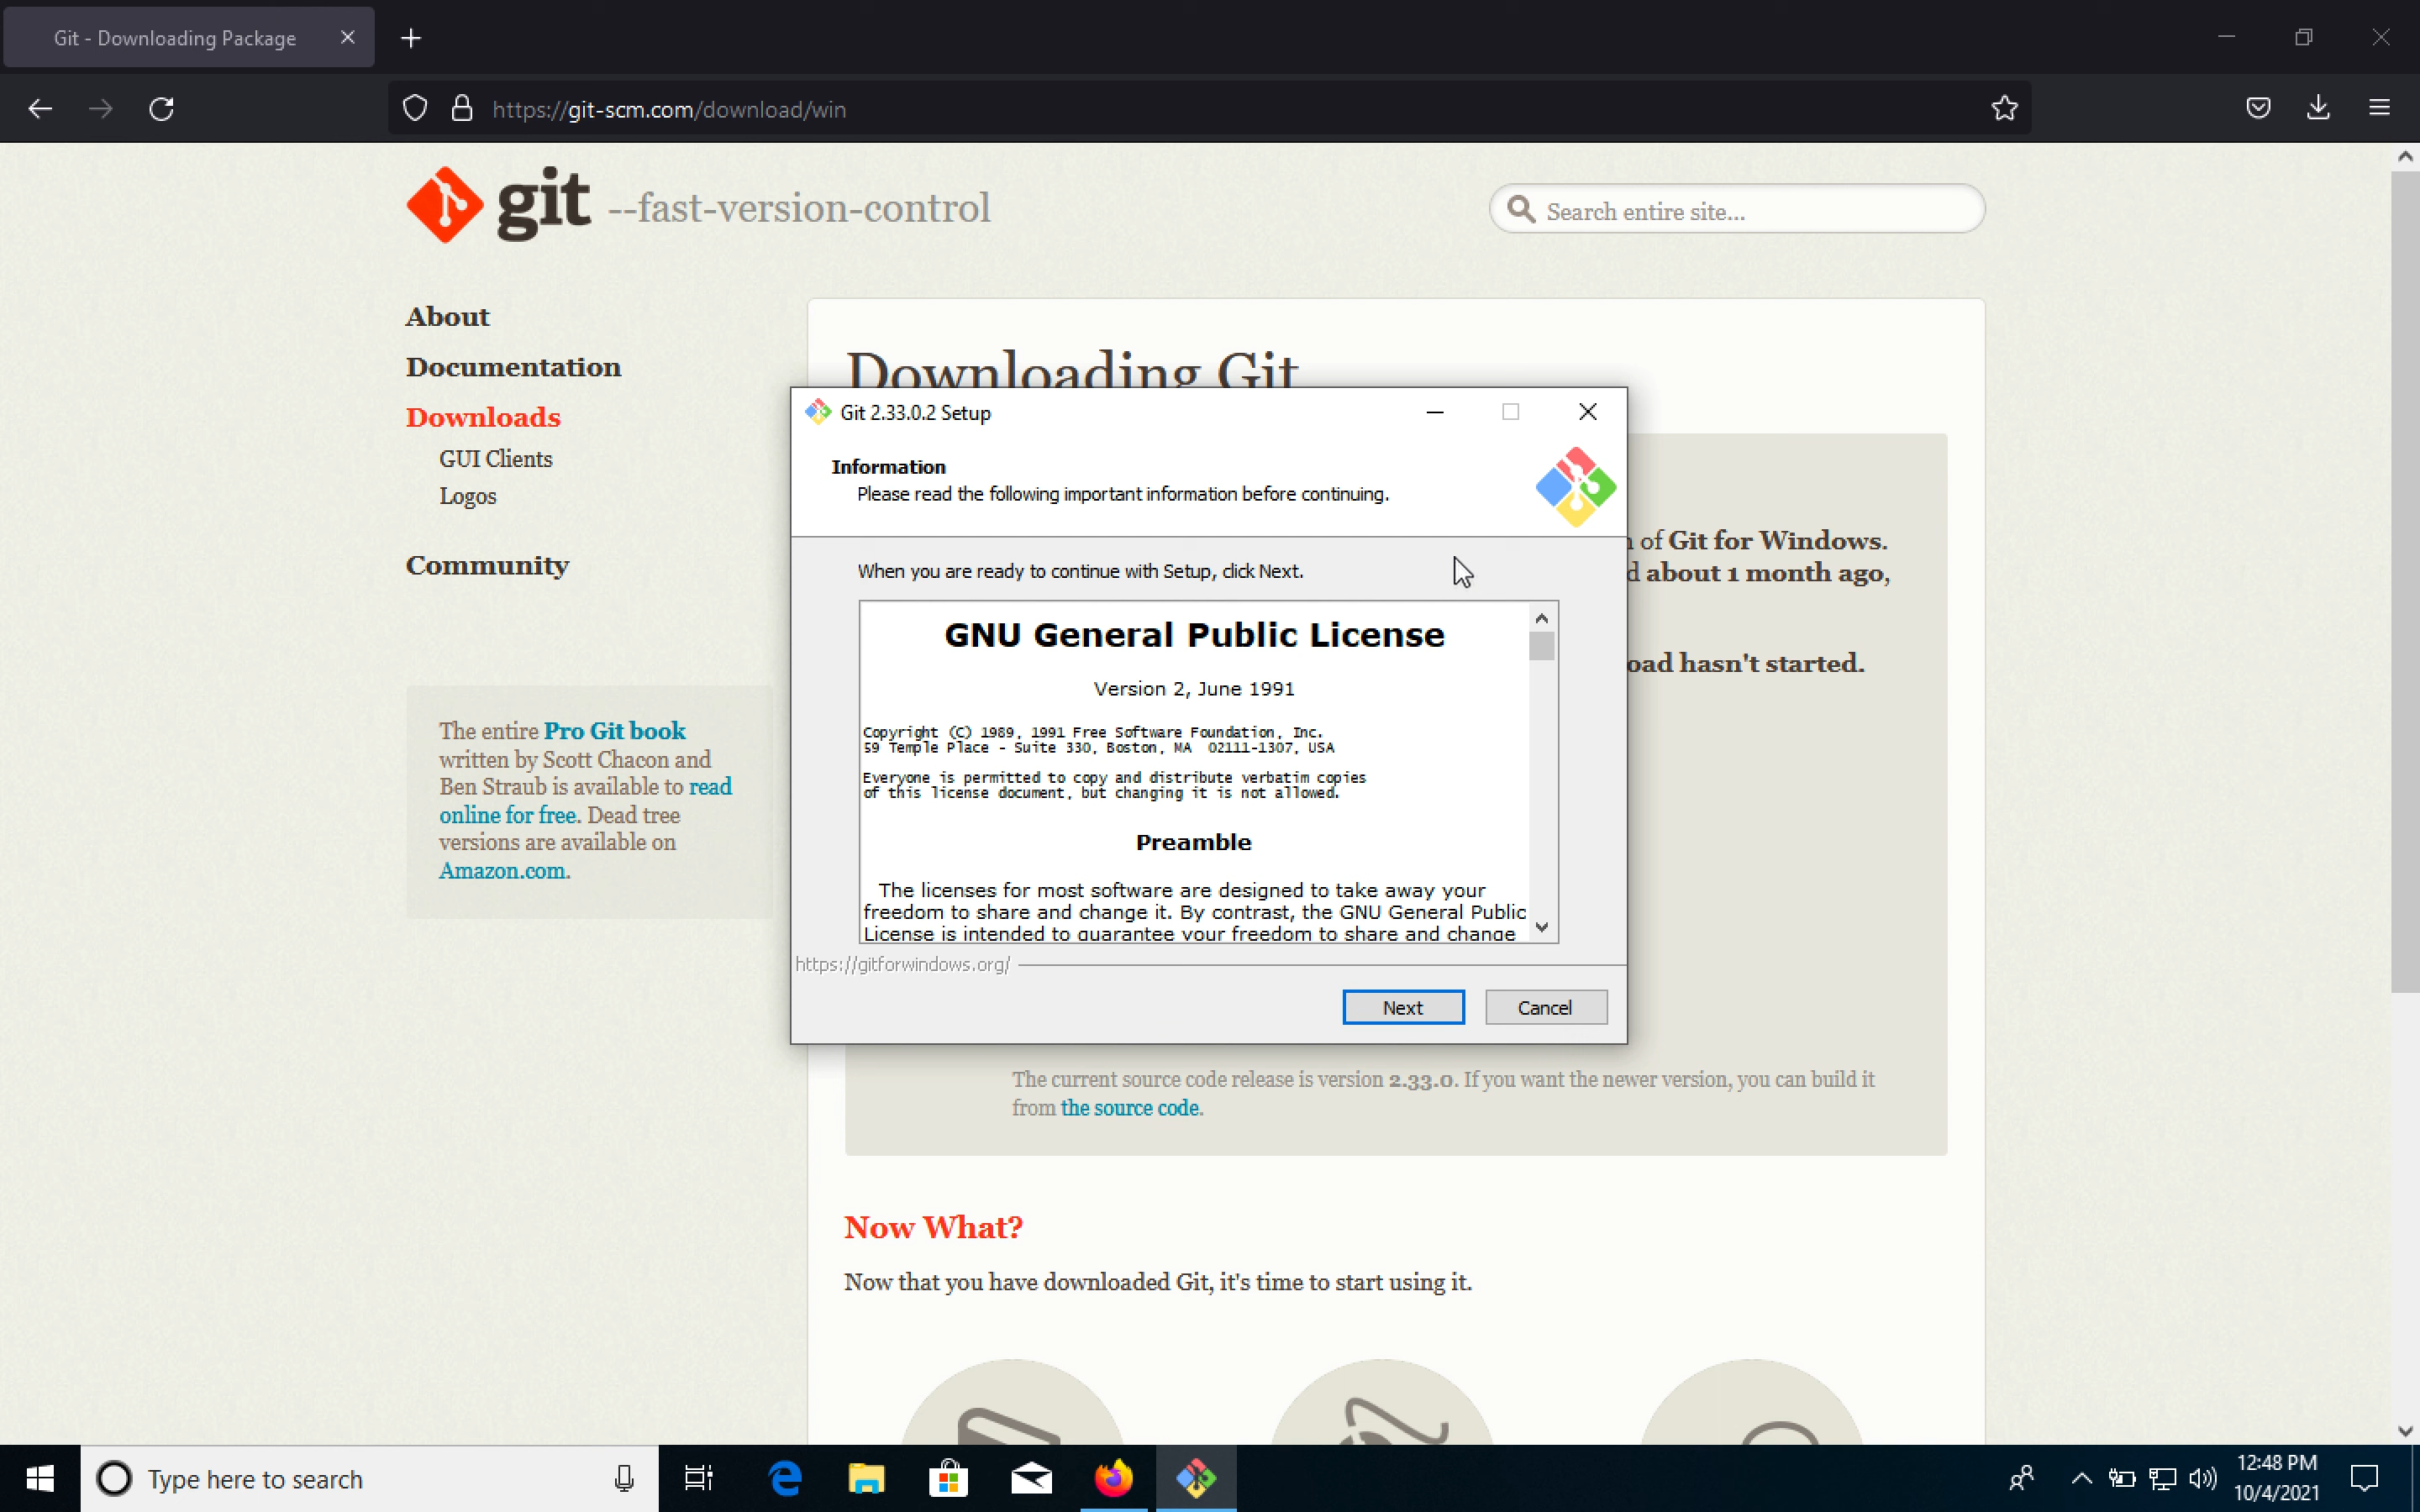 Git - Downloading Package
https://git-scm.com/download/win
git --fast-version-control
Search entire site...
About
Documentation
Downloads
GUI Clients
Logos
Community
The entire Pro Git book
written by Scott Chacon and
Ben Straub is available to read
online for free. Dead tree
versions are available on
Amazon.com.
Downloading Git
of Git for Windows.
about 1 month ago,
hasn't started.
Git 2.33.0.2 Setup
Information
Please read the following important information before continuing.
When you are ready to continue with Setup, click Next.
GNU General Public License
Version 2, June 1991
Copyright (C) 1989, 1991 Free Software Foundation, Inc.
59 Temple Place - Suite 330, Boston, MA 02111-1307, USA
Everyone is permitted to copy and distribute verbatim copies
of this license document, but changing it is not allowed.
Preamble
The licenses for most software are designed to take away your
freedom to share and change it. By contrast, the GNU General Public
License is intended to guarantee your freedom to share and change
https://gitforwindows.org/
Next
Cancel
The current source code release is version 2.33.0. If you want the newer version, you can build it
from the source code.
Now What?
Now that you have downloaded Git, it's time to start using it.
Type here to search
12:48 PM
10/4/2021